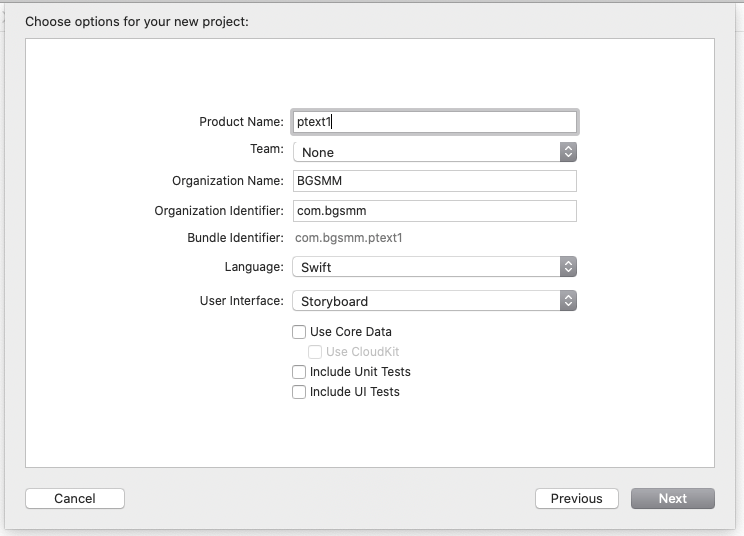 Choose options for your new project:
Product Name: ptext1
Team: None
Organization Name: BGSMM
Organization Identifier: com.bgsmm
Bundle Identifier: com.bgsmm.ptext1
Language: Swift
User Interface: Storyboard
Use Core Data
Use CloudKit
Include Unit Tests
Include UI Tests
Cancel Previous Next